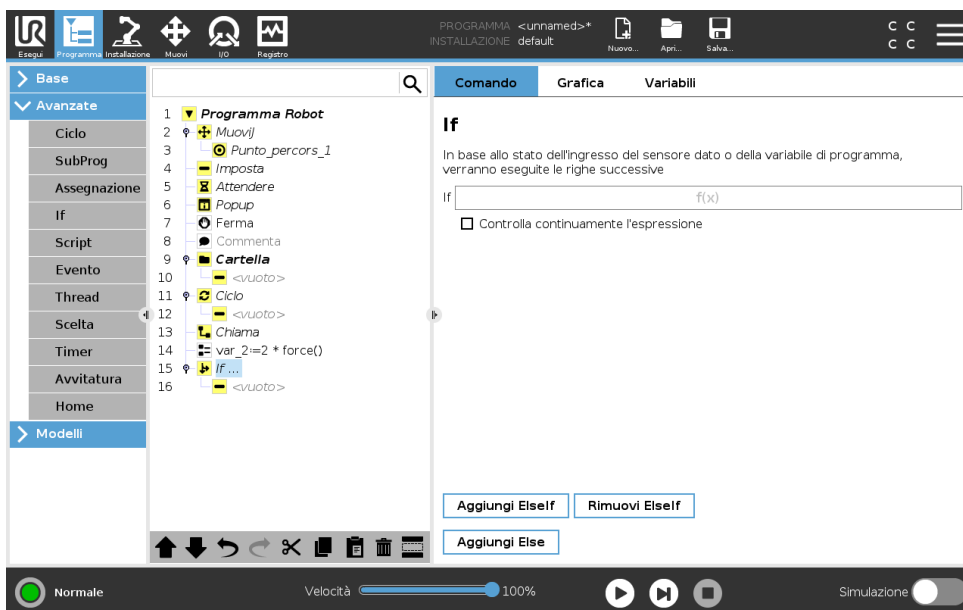 UR
Esegui
Programma
Installazione
Muovi
I/O
Registro
PROGRAMMA <unnamed>*
INSTALLAZIONE default
Nuovo...
Apri...
Salva...
C C
C C
Base
Avanzate
Ciclo
SubProg
Assegnazione
If
Script
Evento
Thread
Scelta
Timer
Avvitatura
Home
Modelli
1 Programma Robot
2 MuoviJ
3 Punto_percors_1
4 Imposta
5 Attendere
6 Popup
7 Ferma
8 Commenta
9 Cartella
10 <vuoto>
11 Ciclo
12 <vuoto>
13 Chiama
14 var_2:=2 * force()
15 If ...
16 <vuoto>
Comando Grafica Variabili
If
In base allo stato dell'ingresso del sensore dato o della variabile di programma,
verranno eseguite le righe successive
If f(x)
Controlla continuamente l'espressione
Aggiungi ElseIf Rimuovi ElseIf
Aggiungi Else
Normale
Velocità 100%
Simulazione